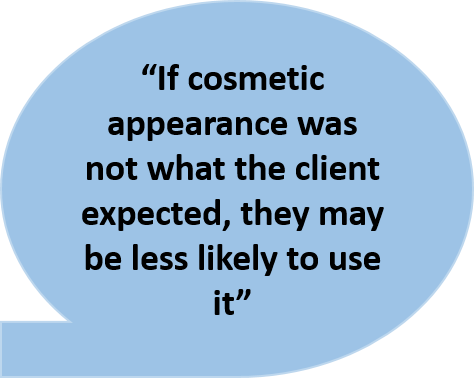 “If cosmetic
appearance was
not what the client
expected, they may
be less likely to use
it”